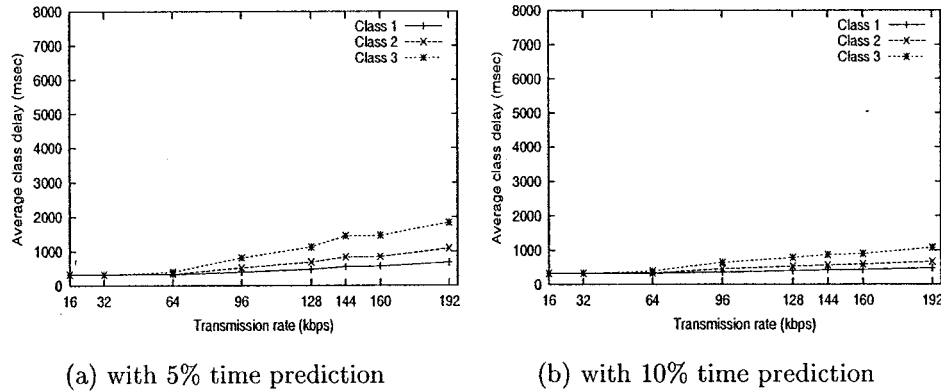 8000
7000
6000
5000
4000
3000
2000
1000
0
Average class delay (msec)
Class 1
Class 2
Class 3
16 32 64 96 128 144 160 192
Transmission rate (kbps)
(a) with 5% time prediction
8000
7000
6000
5000
4000
3000
2000
1000
0
Average class delay (msec)
Class 1
Class 2
Class 3
16 32 64 96 128 144 160 192
Transmission rate (kbps)
(b) with 10% time prediction